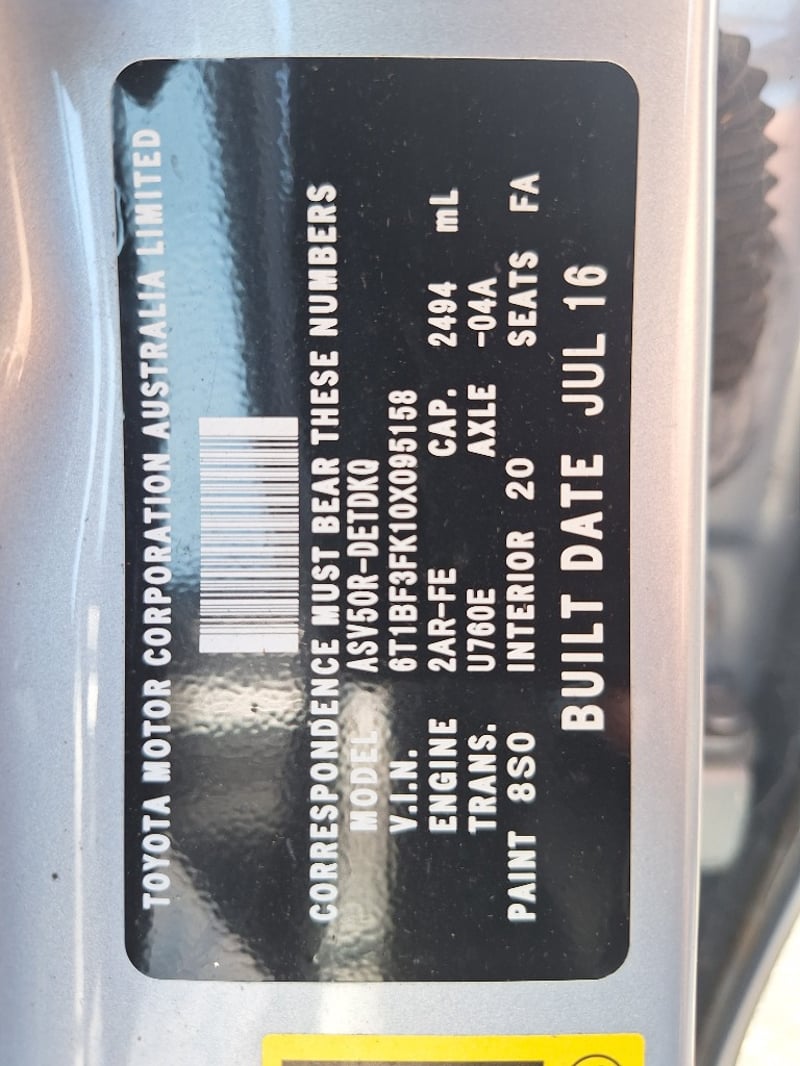 TOYOTA MOTOR CORPORATION AUSTRALIA LIMITED
CORRESPONDENCE MUST BEAR THESE NUMBERS
MODEL ASV50R-DETDKQ
V.I.N. 6T1BF3FK10X095158
ENGINE 2AR-FE CAP. 2494 mL
TRANS. U760E AXLE -04A
PAINT 8S0 INTERIOR 20 SEATS FA
BUILT DATE JUL 16